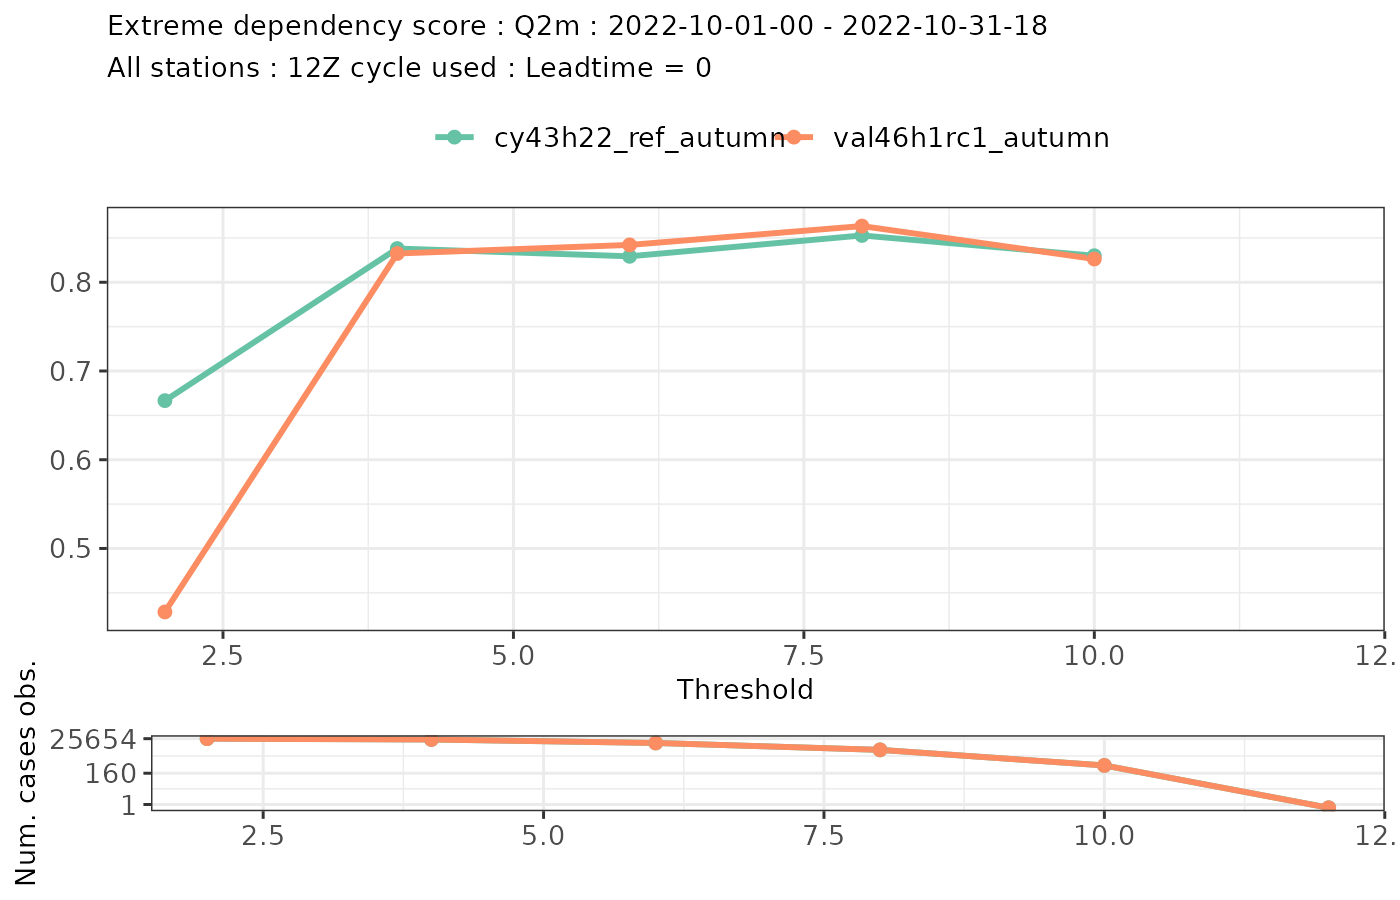 Extreme dependency score : Q2m : 2022-10-01-00 - 2022-10-31-18
All stations : 12Z cycle used : Leadtime = 0
cy43h22_ref_autumn val46h1rc1_autumn
0.8
0.7
0.6
0.5
2.5 5.0 7.5 10.0 12.
Threshold
Num. cases obs.
25654
160
1
2.5 5.0 7.5 10.0 12.